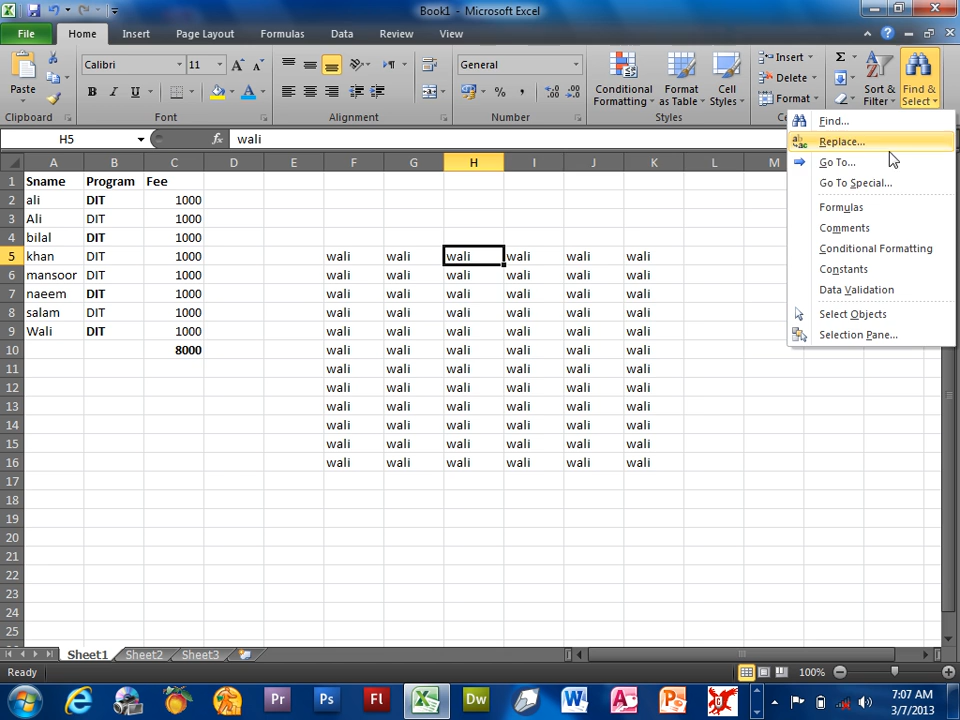 Book1 - Microsoft Excel
File Home Insert Page Layout Formulas Data Review View
Calibri 11 General
Paste B I U
Conditional Formatting Format as Table Cell Styles
Insert
Delete
Format
Sort & Filter Find & Select
Clipboard Font Alignment Number Styles
H5 fx wali
Find...
Replace...
Go To...
Go To Special...
Formulas
Comments
Conditional Formatting
Constants
Data Validation
Select Objects
Selection Pane...
A B C D E F G H I J K L M
1 Sname Program Fee
2 ali DIT 1000
3 Ali DIT 1000
4 bilal DIT 1000
5 khan DIT 1000 wali wali wali wali wali wali
6 mansoor DIT 1000 wali wali wali wali wali wali
7 naeem DIT 1000 wali wali wali wali wali wali
8 salam DIT 1000 wali wali wali wali wali wali
9 Wali DIT 1000 wali wali wali wali wali wali
10 8000 wali wali wali wali wali wali
11 wali wali wali wali wali wali
12 wali wali wali wali wali wali
13 wali wali wali wali wali wali
14 wali wali wali wali wali wali
15 wali wali wali wali wali wali
16 wali wali wali wali wali wali
17
18
19
20
21
22
23
24
25
Sheet1 Sheet2 Sheet3
Ready 100%
Pr Ps Fl Dw
7:07 AM
3/7/2013